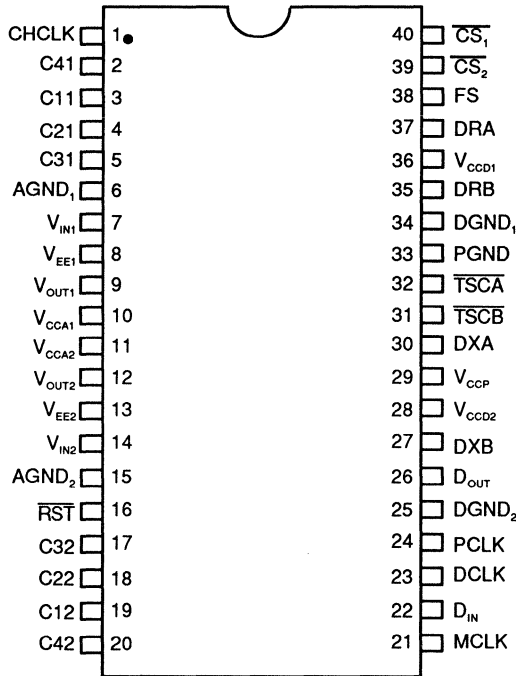 CHCLK 1 40 CS₁
C41 2 39 CS₂
C11 3 38 FS
C21 4 37 DRA
C31 5 36 VCCD1
AGND₁ 6 35 DRB
VIN1 7 34 DGND₁
VEE1 8 33 PGND
VOUT1 9 32 TSCA
VCCA1 10 31 TSCB
VCCA2 11 30 DXA
VOUT2 12 29 VCCP
VEE2 13 28 VCCD2
VIN2 14 27 DXB
AGND₂ 15 26 DOUT
RST 16 25 DGND₂
C32 17 24 PCLK
C22 18 23 DCLK
C12 19 22 DIN
C42 20 21 MCLK